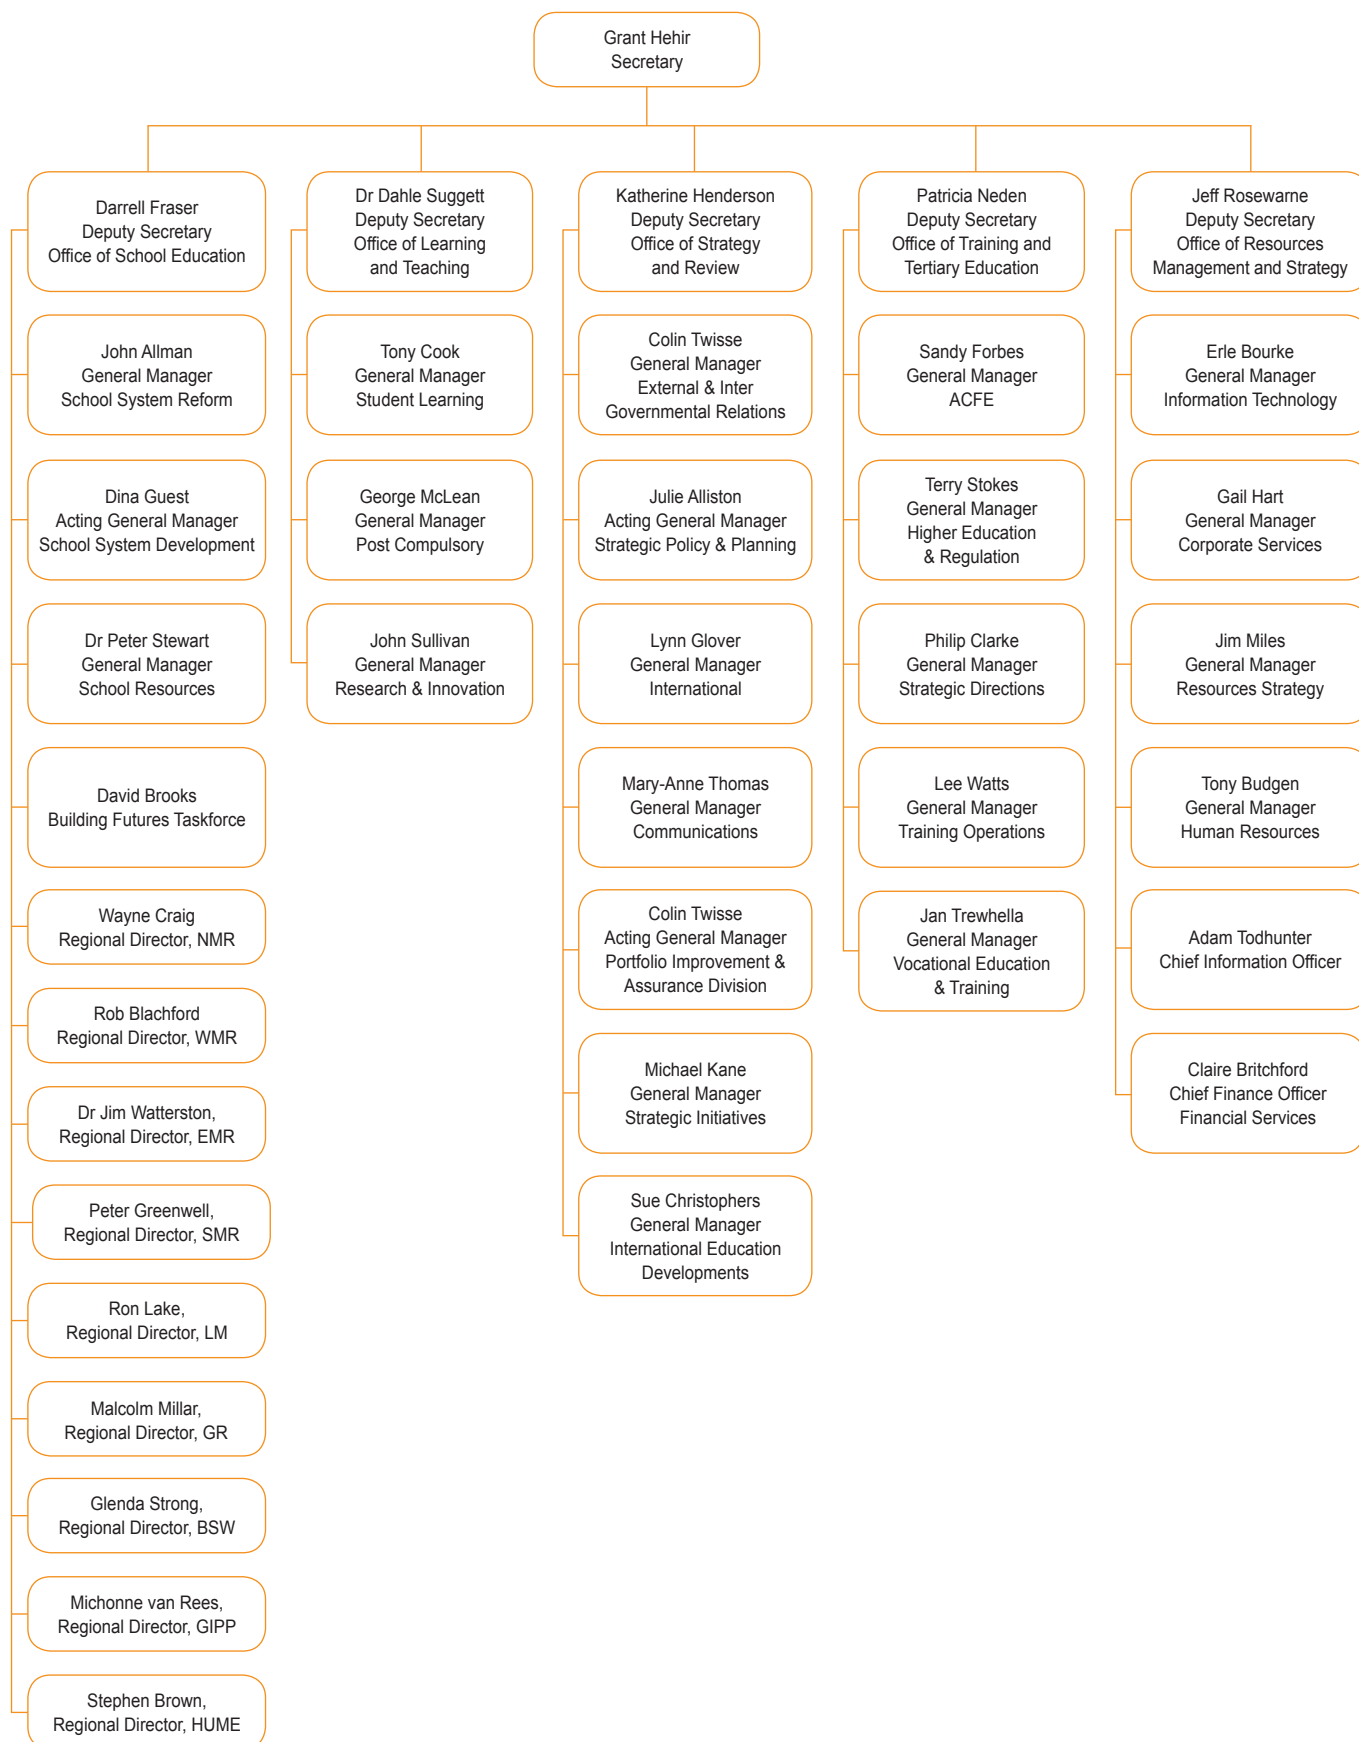 Grant Hehir
Secretary
Darrell Fraser
Deputy Secretary
Office of School Education
John Allman
General Manager
School System Reform
Dina Guest
Acting General Manager
School System Development
Dr Peter Stewart
General Manager
School Resources
David Brooks
Building Futures Taskforce
Wayne Craig
Regional Director, NMR
Rob Blachford
Regional Director, WMR
Dr Jim Watterston,
Regional Director, EMR
Peter Greenwell,
Regional Director, SMR
Ron Lake,
Regional Director, LM
Malcolm Millar,
Regional Director, GR
Glenda Strong,
Regional Director, BSW
Michonne van Rees,
Regional Director, GIPP
Stephen Brown,
Regional Director, HUME
Dr Dahle Suggett
Deputy Secretary
Office of Learning
and Teaching
Tony Cook
General Manager
Student Learning
George McLean
General Manager
Post Compulsory
John Sullivan
General Manager
Research & Innovation
Katherine Henderson
Deputy Secretary
Office of Strategy
and Review
Colin Twisse
General Manager
External & Inter
Governmental Relations
Julie Alliston
Acting General Manager
Strategic Policy & Planning
Lynn Glover
General Manager
International
Mary-Anne Thomas
General Manager
Communications
Colin Twisse
Acting General Manager
Portfolio Improvement &
Assurance Division
Michael Kane
General Manager
Strategic Initiatives
Sue Christophers
General Manager
International Education
Developments
Patricia Neden
Deputy Secretary
Office of Training and
Tertiary Education
Sandy Forbes
General Manager
ACFE
Terry Stokes
General Manager
Higher Education
& Regulation
Philip Clarke
General Manager
Strategic Directions
Lee Watts
General Manager
Training Operations
Jan Trewhella
General Manager
Vocational Education
& Training
Jeff Rosewarne
Deputy Secretary
Office of Resources
Management and Strategy
Erle Bourke
General Manager
Information Technology
Gail Hart
General Manager
Corporate Services
Jim Miles
General Manager
Resources Strategy
Tony Budgen
General Manager
Human Resources
Adam Todhunter
Chief Information Officer
Claire Britchford
Chief Finance Officer
Financial Services